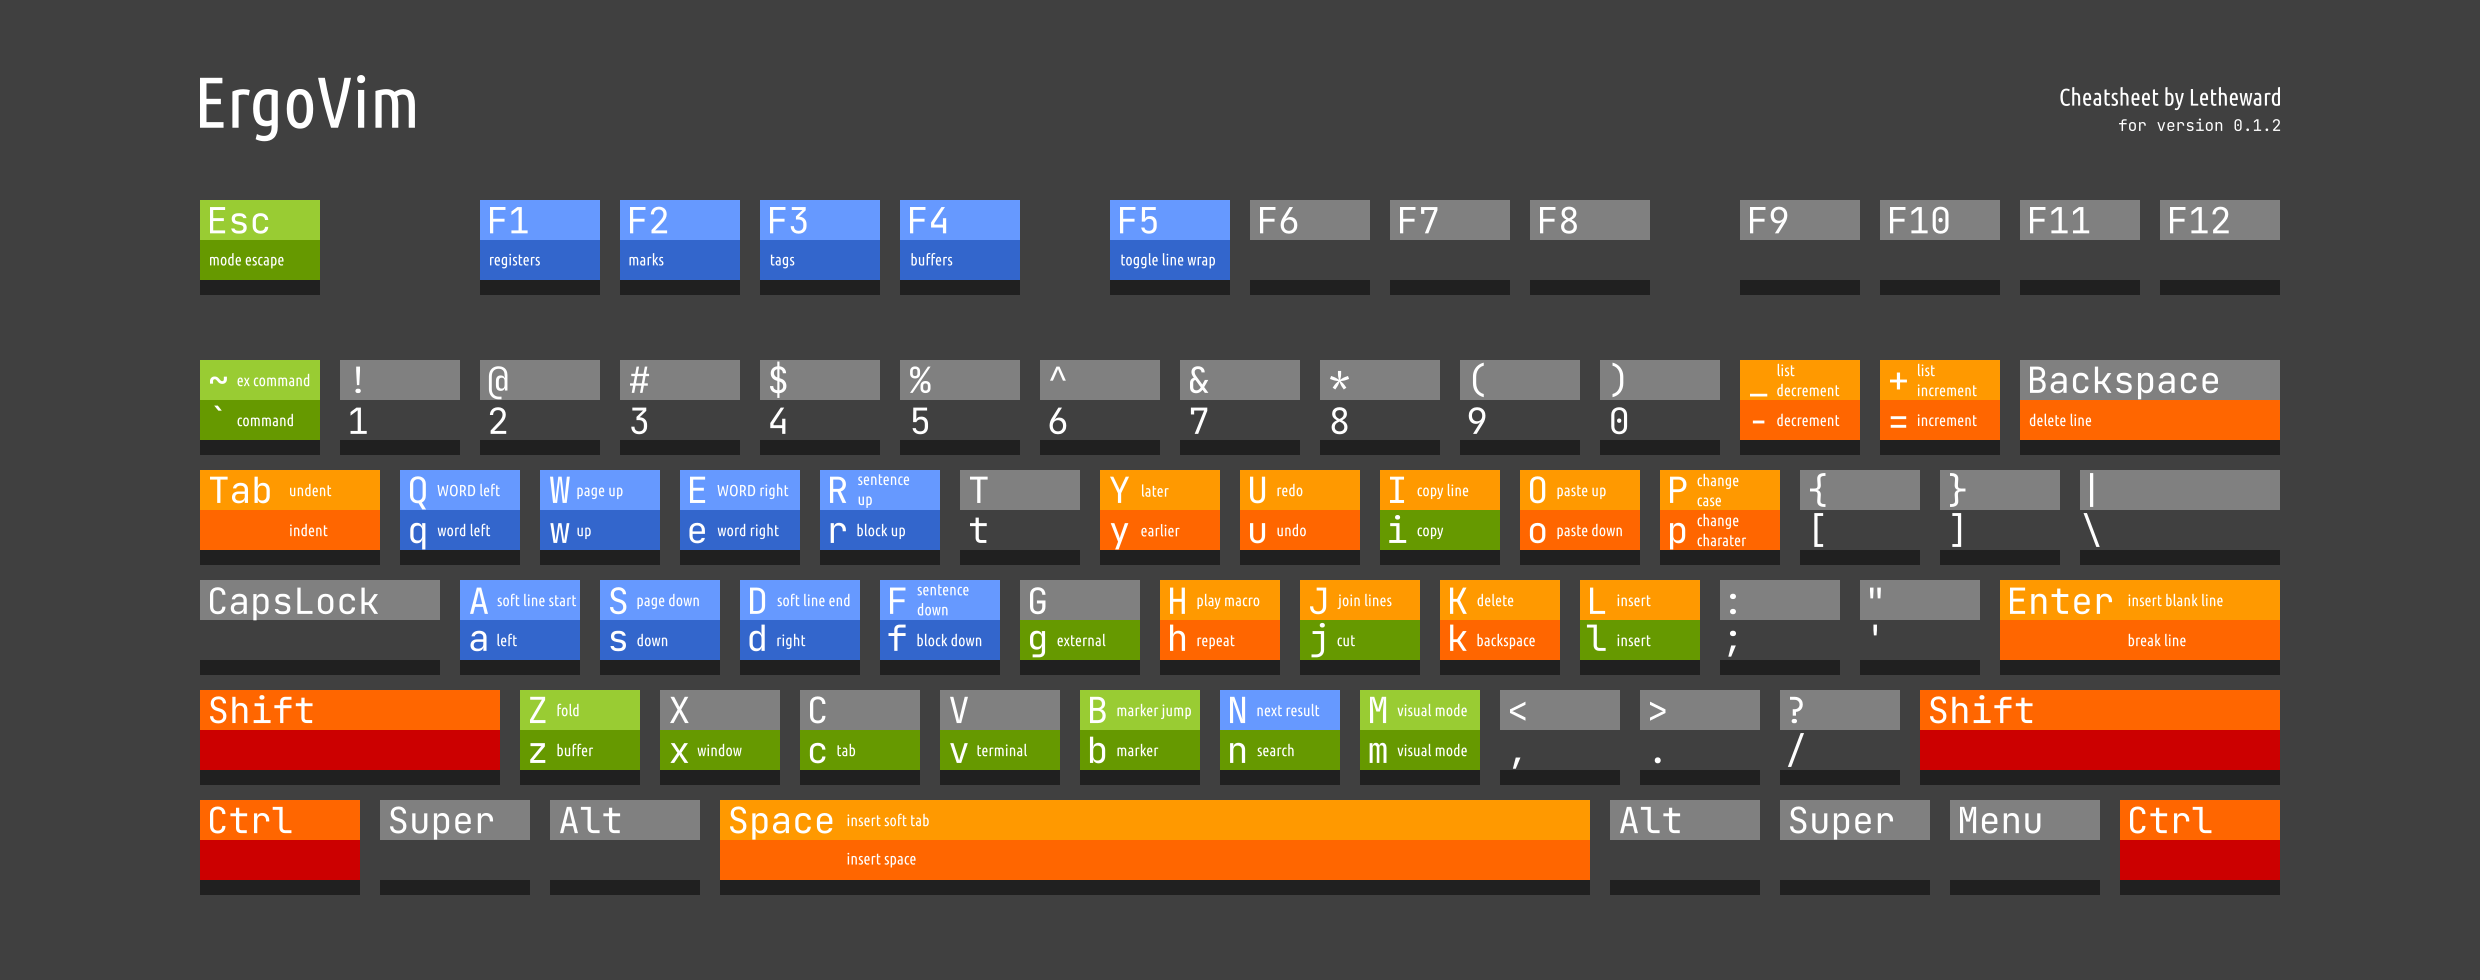 ErgoVim
Cheatsheet by Letheward
for version 0.1.2
Esc
mode escape
F1
registers
F2
marks
F3
tags
F4
buffers
F5
toggle line wrap
F6
F7
F8
F9
F10
F11
F12
~ ex command
` command
!
1
@
2
#
3
$
4
%
5
^
6
&
7
*
8
(
9
)
0
_ list
decrement
- decrement
+ list
increment
= increment
Backspace
delete line
Tab undent
indent
Q WORD left
q word left
W page up
w up
E WORD right
e word right
R sentence
up
r block up
T
t
Y later
y earlier
U redo
u undo
I copy line
i copy
O paste up
o paste down
P change
case
p change
charater
{
[
}
]
|
\
CapsLock
A soft line start
a left
S page down
s down
D soft line end
d right
F sentence
down
f block down
G
g external
H play macro
h repeat
J join lines
j cut
K delete
k backspace
L insert
l insert
:
;
"
'
Enter insert blank line
break line
Shift
Z fold
z buffer
X
x window
C
c tab
V
v terminal
B marker jump
b marker
N next result
n search
M visual mode
m visual mode
<
,
>
.
?
/
Shift
Ctrl
Super
Alt
Space insert soft tab
insert space
Alt
Super
Menu
Ctrl